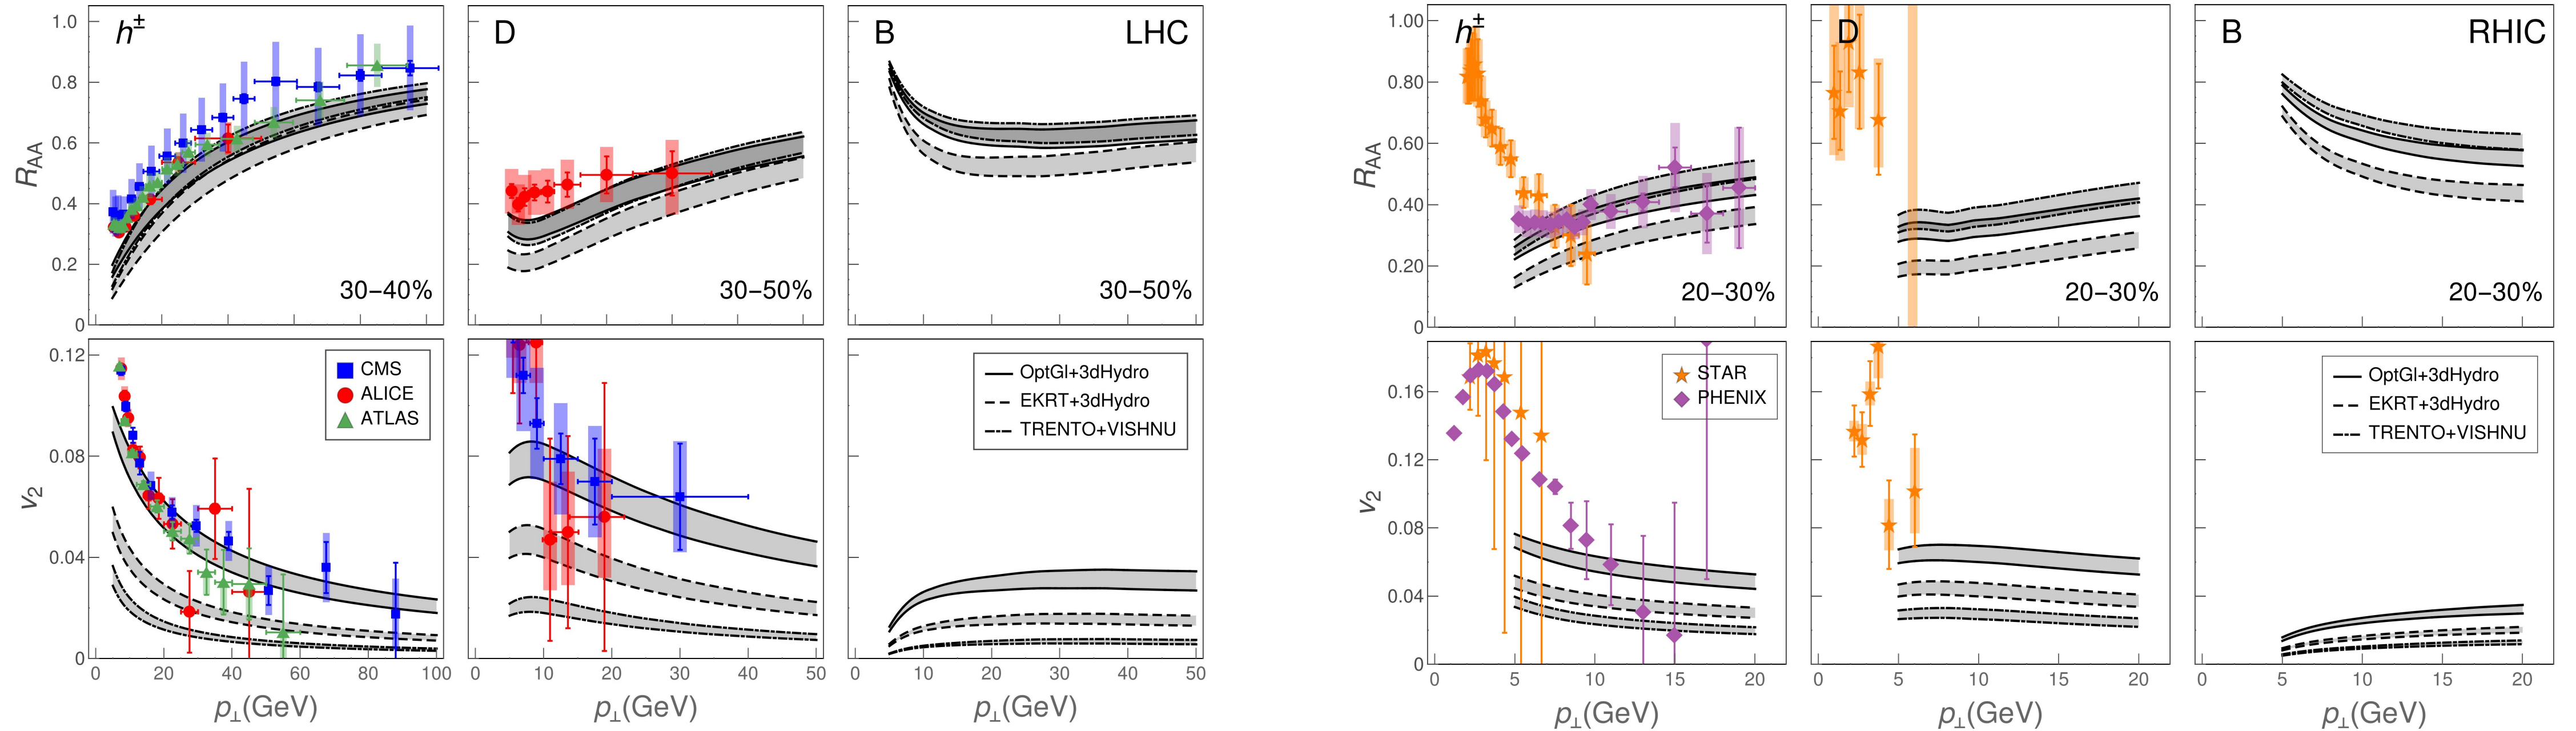 h± D B LHC
R_AA
1.0
0.8
0.6
0.4
0.2
0
30–40% 30–50% 30–50%
v_2
0.12
0.08
0.04
0
CMS
ALICE
ATLAS
OptGl+3dHydro
EKRT+3dHydro
TRENTO+VISHNU
0 20 40 60 80 100 0 10 20 30 40 50 0 10 20 30 40 50
p⊥(GeV) p⊥(GeV) p⊥(GeV)
h± D B RHIC
R_AA
1.00
0.80
0.60
0.40
0.20
0
20–30% 20–30% 20–30%
v_2
0.16
0.12
0.08
0.04
0
STAR
PHENIX
OptGl+3dHydro
EKRT+3dHydro
TRENTO+VISHNU
0 5 10 15 20 0 5 10 15 20 0 5 10 15 20
p⊥(GeV) p⊥(GeV) p⊥(GeV)